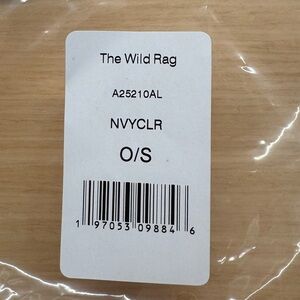 The Wild Rag
A25210AL
NVYCLR
O/S
1 97053 09884 6